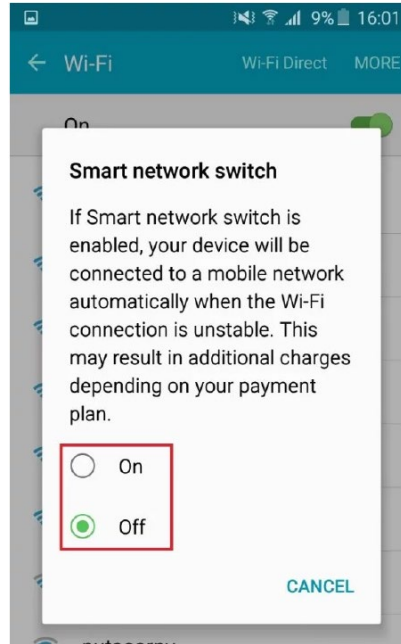 9% 16:01
Wi-Fi Wi-Fi Direct MORE
On
Smart network switch
If Smart network switch is
enabled, your device will be
connected to a mobile network
automatically when the Wi-Fi
connection is unstable. This
may result in additional charges
depending on your payment
plan.
On
Off
CANCEL